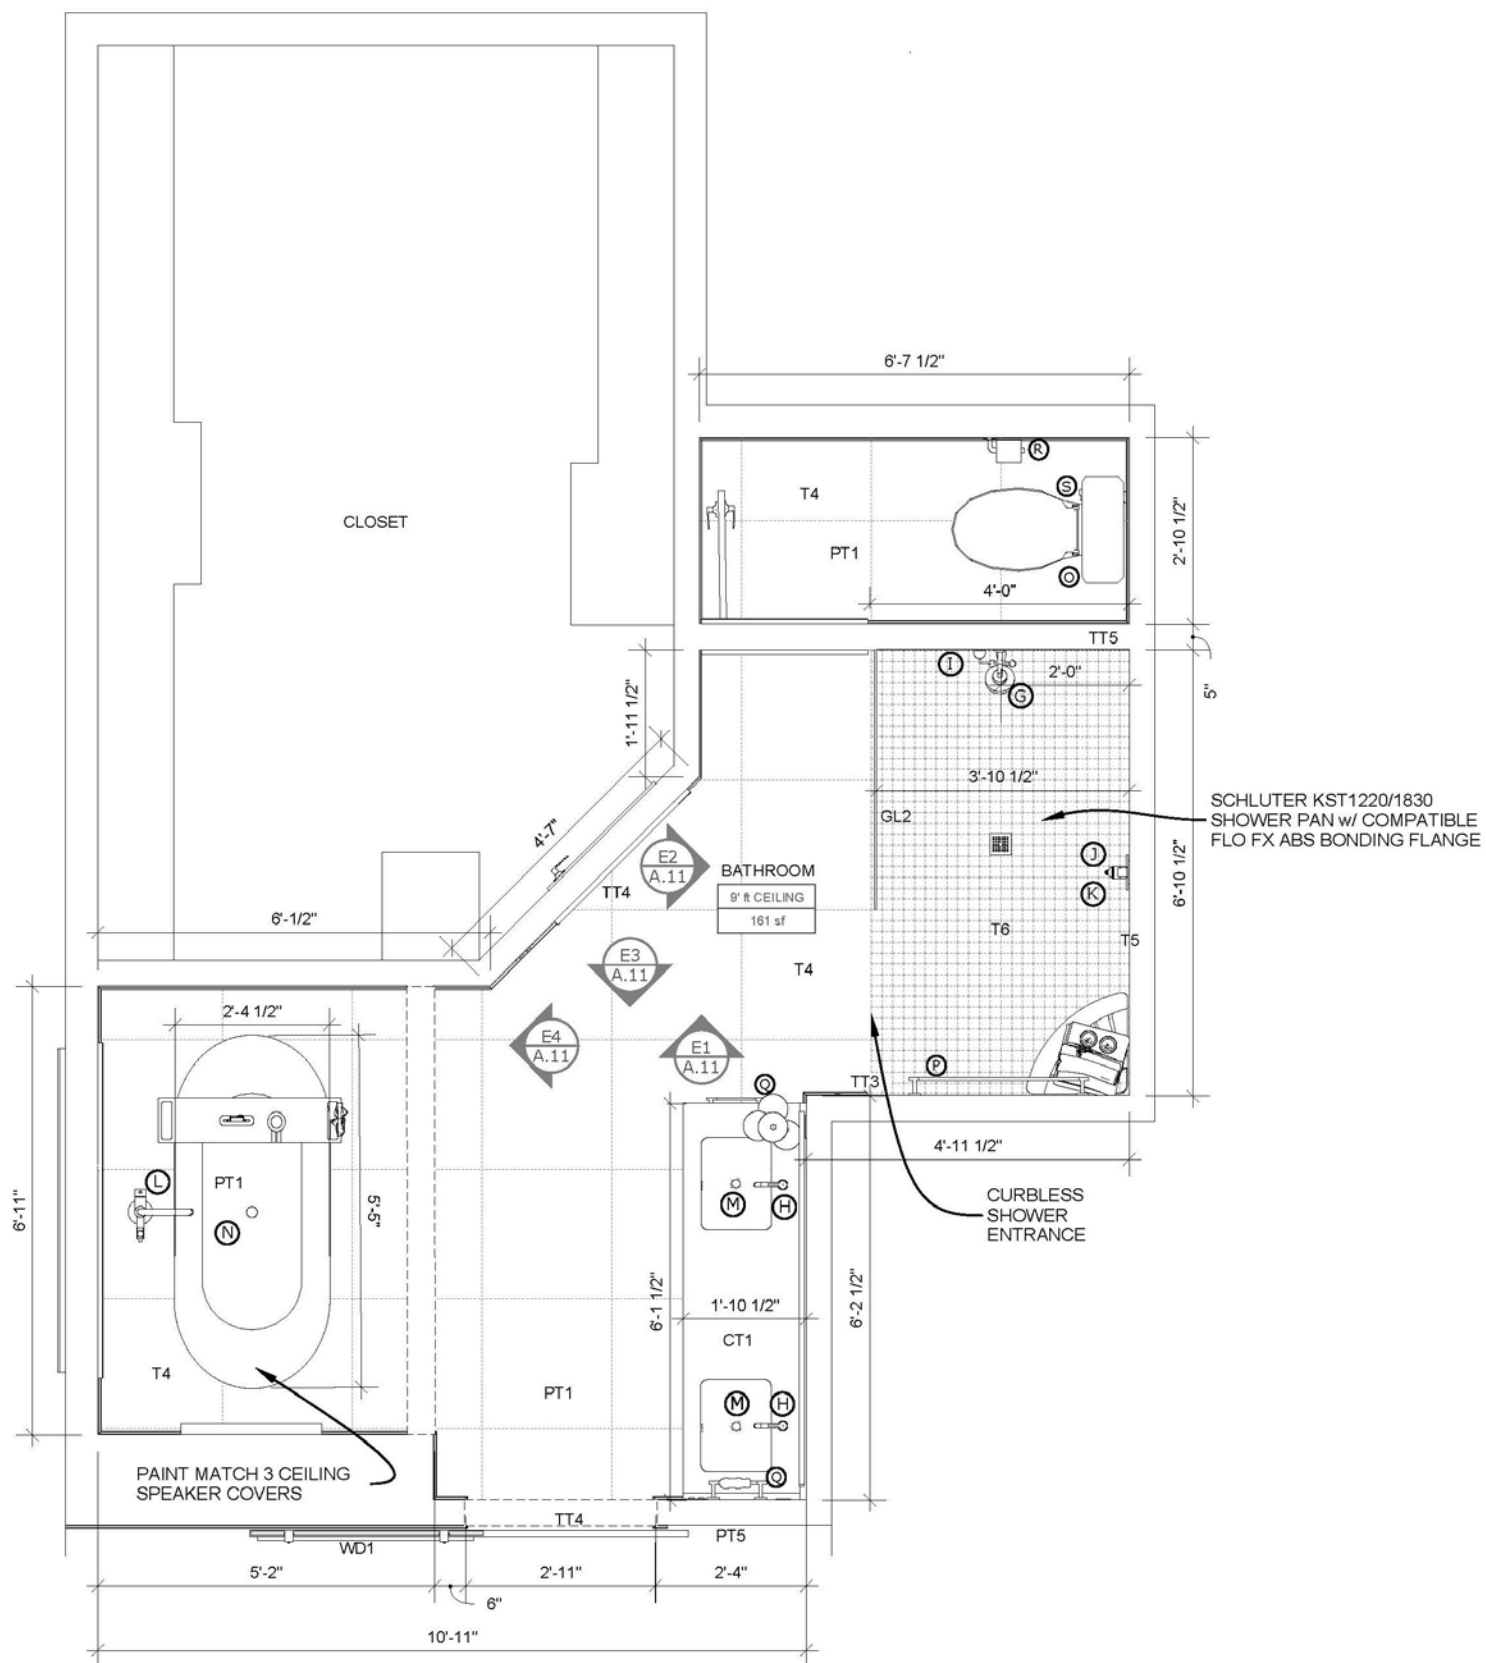 6'-7 1/2"
R
S
T4
2'-10 1/2"
CLOSET
PT1
O
4'-0"
TT5
I
2'-0"
G
5"
1'-11 1/2"
3'-10 1/2"
SCHLUTER KST1220/1830
SHOWER PAN w/ COMPATIBLE
FLO FX ABS BONDING FLANGE
GL2
4'-7"
E2
A.11
J
BATHROOM
9' ft CEILING
161 sf
TT4
K
6'-10 1/2"
6'-1/2"
T6
T5
E3
A.11
T4
2'-4 1/2"
E4
A.11
E1
A.11
P
TT3
Q
4'-11 1/2"
L
PT1
M
H
6'-11"
5'-5"
N
CURBLESS
SHOWER
ENTRANCE
6'-1 1/2"
1'-10 1/2"
6'-2 1/2"
CT1
T4
PT1
M
H
PAINT MATCH 3 CEILING
SPEAKER COVERS
Q
TT4
PT5
WD1
5'-2"
2'-11"
2'-4"
6"
10'-11"